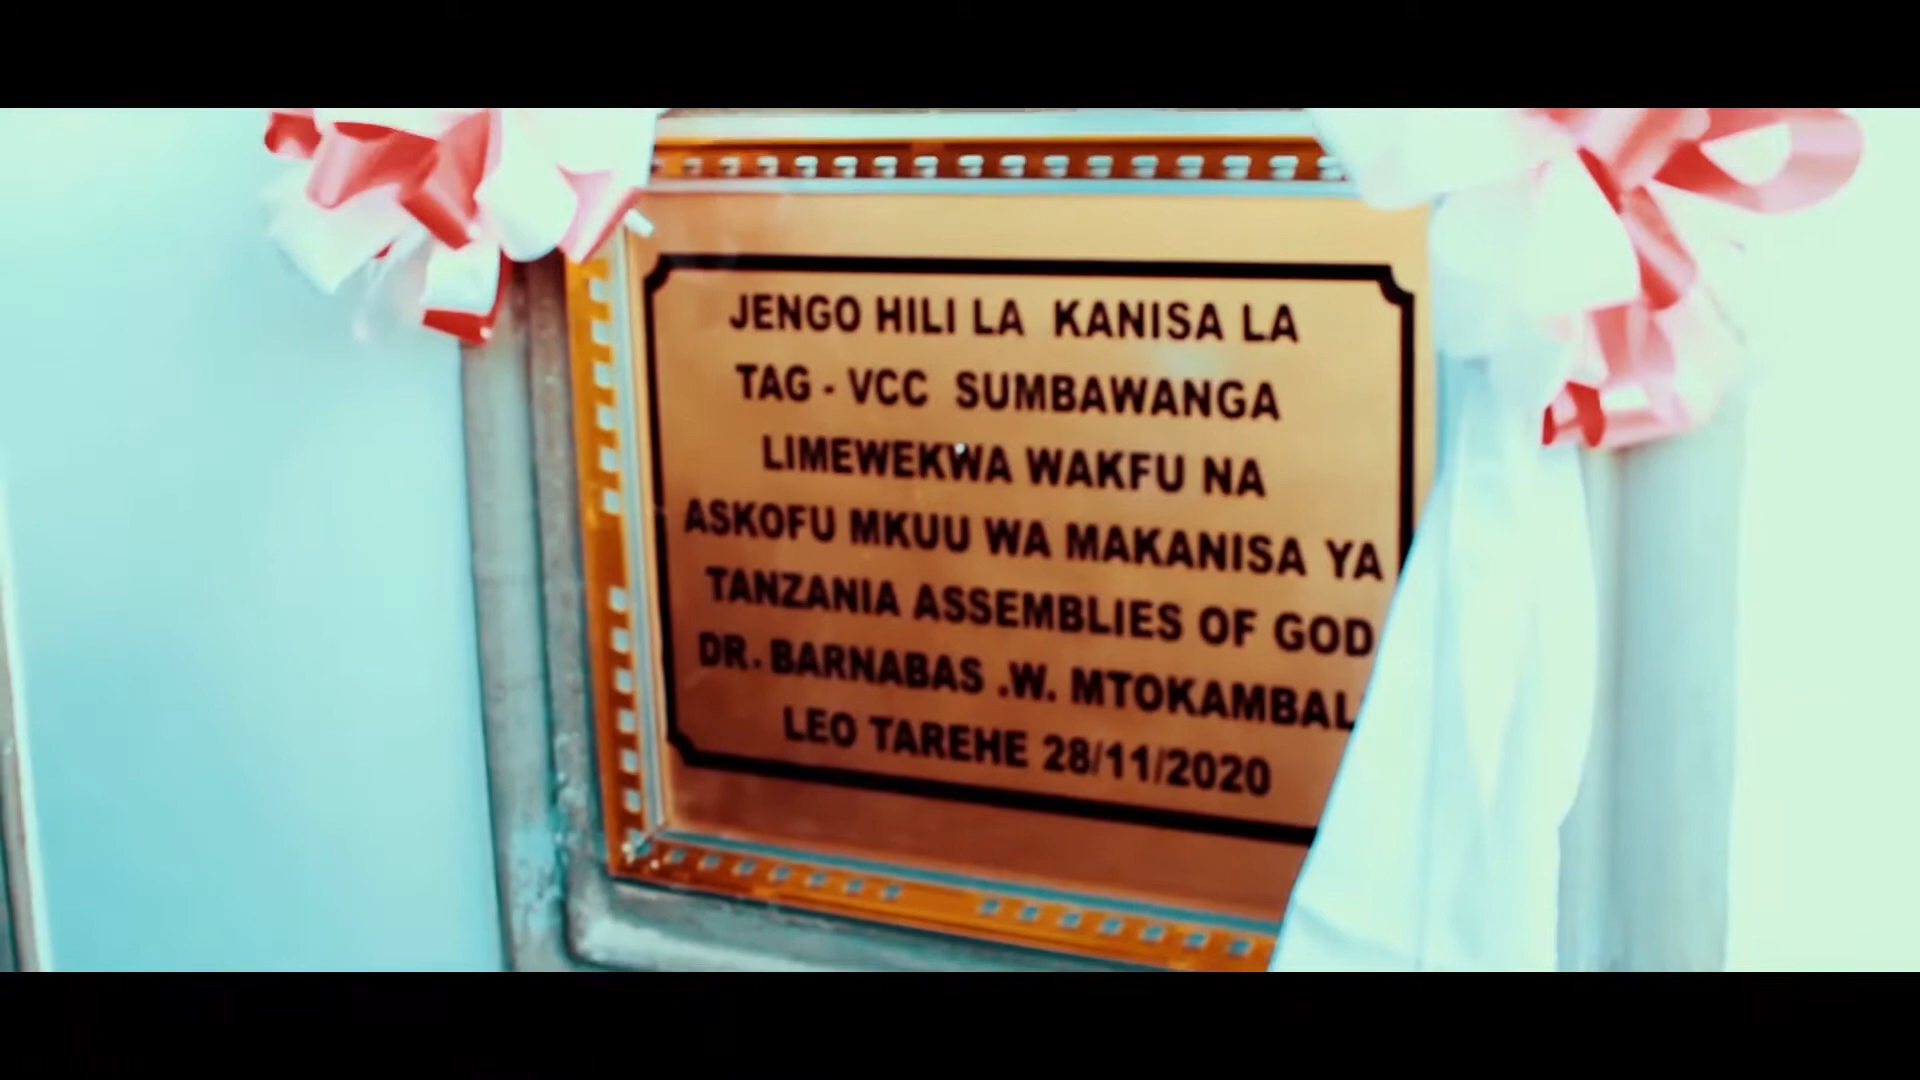 JENGO HILI LA KANISA LA
TAG - VCC SUMBAWANGA
LIMEWEKWA WAKFU NA
ASKOFU MKUU WA MAKANISA YA
TANZANIA ASSEMBLIES OF GOD
DR. BARNABAS .W. MTOKAMBAL
LEO TAREHE 28/11/2020